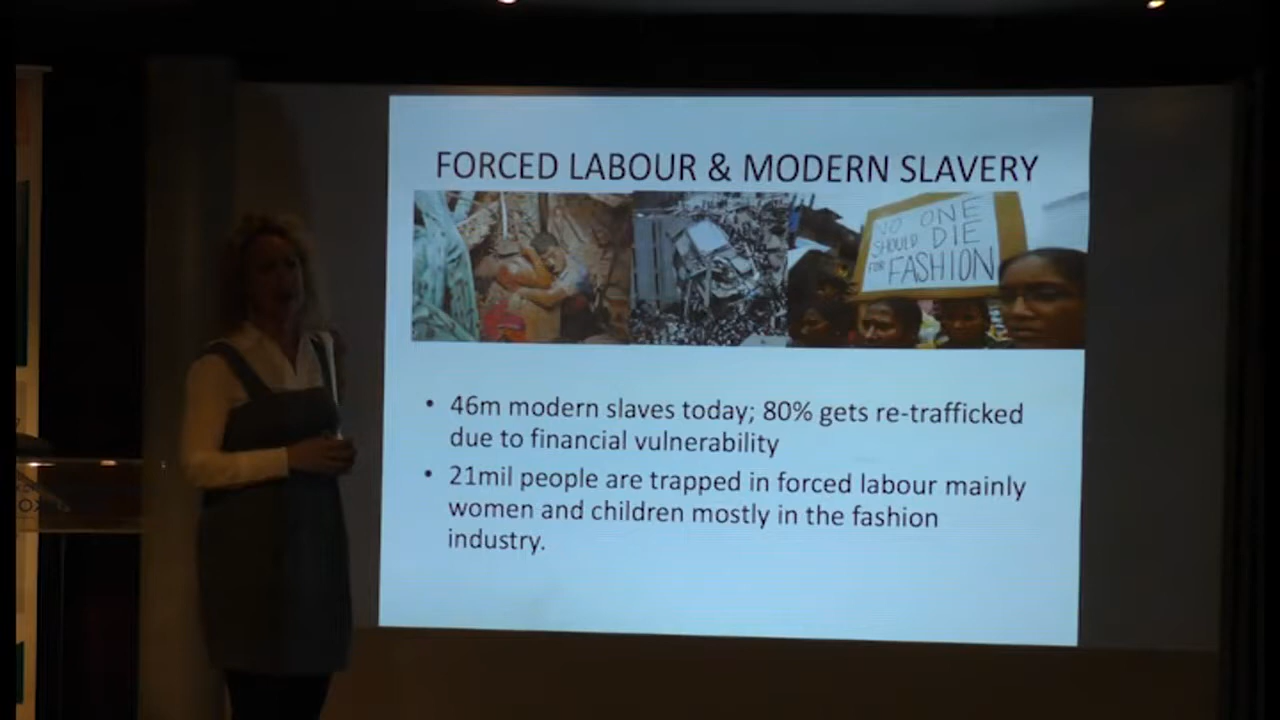 FORCED LABOUR & MODERN SLAVERY
NO ONE
SHOULD DIE
FOR FASHION
• 46m modern slaves today; 80% gets re-trafficked
due to financial vulnerability
• 21mil people are trapped in forced labour mainly
women and children mostly in the fashion
industry.